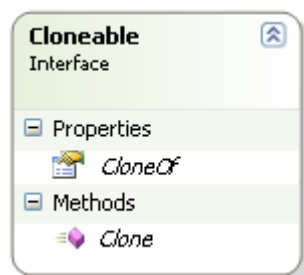 Cloneable
Interface
Properties
CloneOf
Methods
Clone